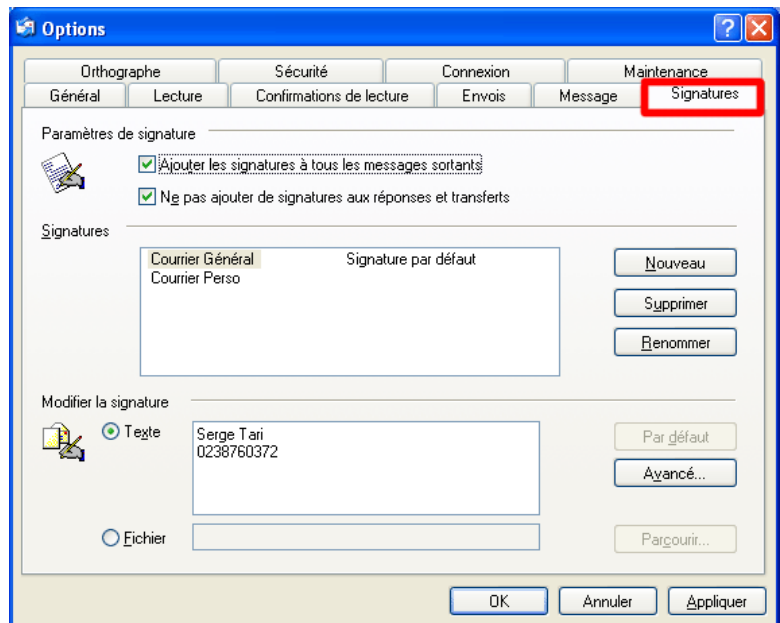 Options
Orthographe Sécurité Connexion Maintenance
Général Lecture Confirmations de lecture Envois Message Signatures
Paramètres de signature
Ajouter les signatures à tous les messages sortants
Ne pas ajouter de signatures aux réponses et transferts
Signatures
Courrier Général Signature par défaut
Courrier Perso
Nouveau
Supprimer
Renommer
Modifier la signature
Texte
Serge Tari
0238760372
Par défaut
Avancé...
Fichier
Parcourir...
OK Annuler Appliquer